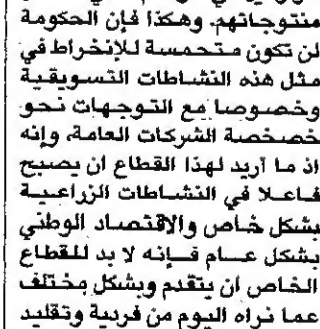 منتوجاتهم. وهكذا فإن الحكومة
لن تكون متحمسة للإنخراط في
مثل هذه النشاطات التسويقية
وخصوصا مع التوجهات نحو
خصخصة الشركات العامة. وإنه
اذ ما أريد لهذا القطاع ان يصبح
فاعلا في النشاطات الزراعية
بشكل خاص والاقتصاد الوطني
بشكل عام فإنه لا بد للقطاع
الخاص ان يتقدم وبشكل مختلف
عما نراه اليوم من فردية وتقليد